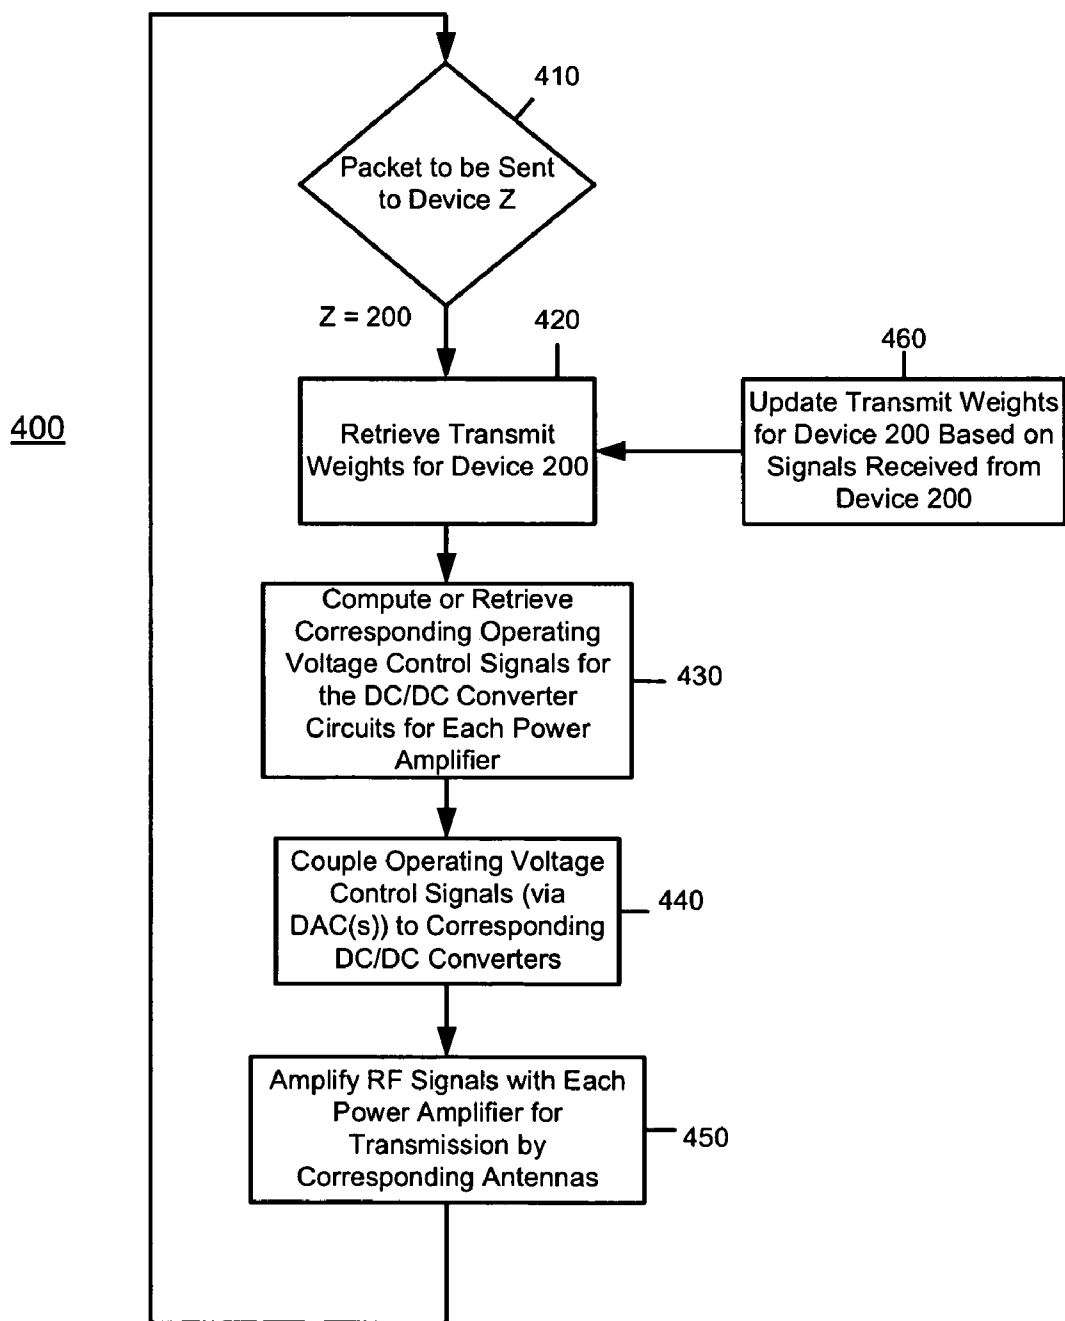 410
Packet to be Sent
to Device Z
Z = 200
420
460
400
Retrieve Transmit
Weights for Device 200
Update Transmit Weights
for Device 200 Based on
Signals Received from
Device 200
Compute or Retrieve
Corresponding Operating
Voltage Control Signals for
the DC/DC Converter
Circuits for Each Power
Amplifier
430
Couple Operating Voltage
Control Signals (via
DAC(s)) to Corresponding
DC/DC Converters
440
Amplify RF Signals with Each
Power Amplifier for
Transmission by
Corresponding Antennas
450